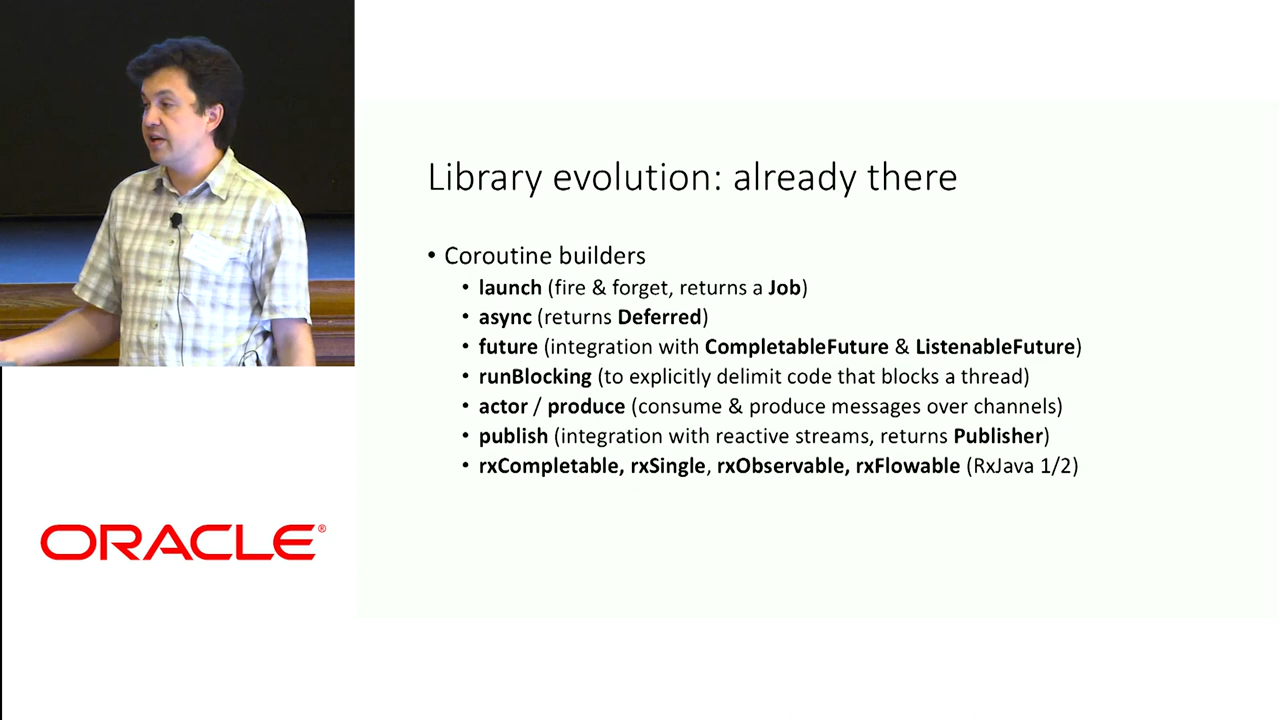 Library evolution: already there
• Coroutine builders
• launch (fire & forget, returns a Job)
• async (returns Deferred)
• future (integration with CompletableFuture & ListenableFuture)
• runBlocking (to explicitly delimit code that blocks a thread)
• actor / produce (consume & produce messages over channels)
• publish (integration with reactive streams, returns Publisher)
• rxCompletable, rxSingle, rxObservable, rxFlowable (RxJava 1/2)
ORACLE®